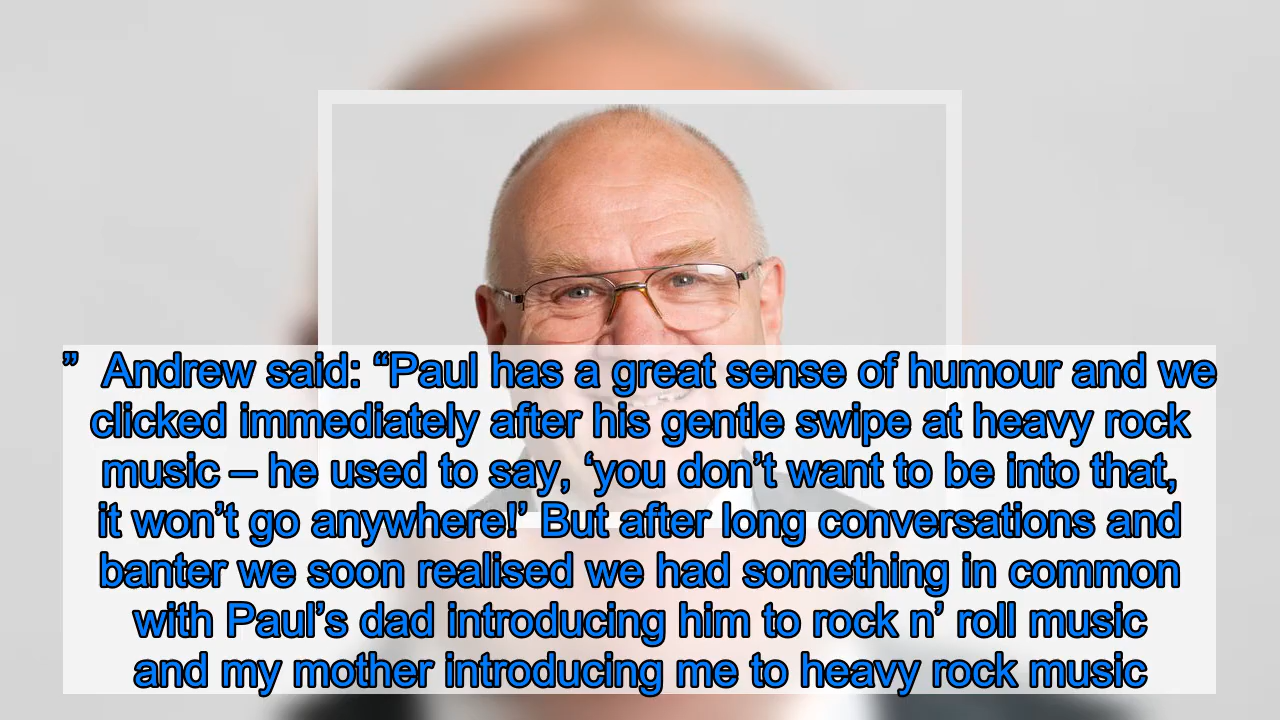 ”  Andrew said: “Paul has a great sense of humour and we
clicked immediately after his gentle swipe at heavy rock
music – he used to say, ‘you don’t want to be into that,
it won’t go anywhere!’ But after long conversations and
banter we soon realised we had something in common
with Paul’s dad introducing him to rock n’ roll music
and my mother introducing me to heavy rock music